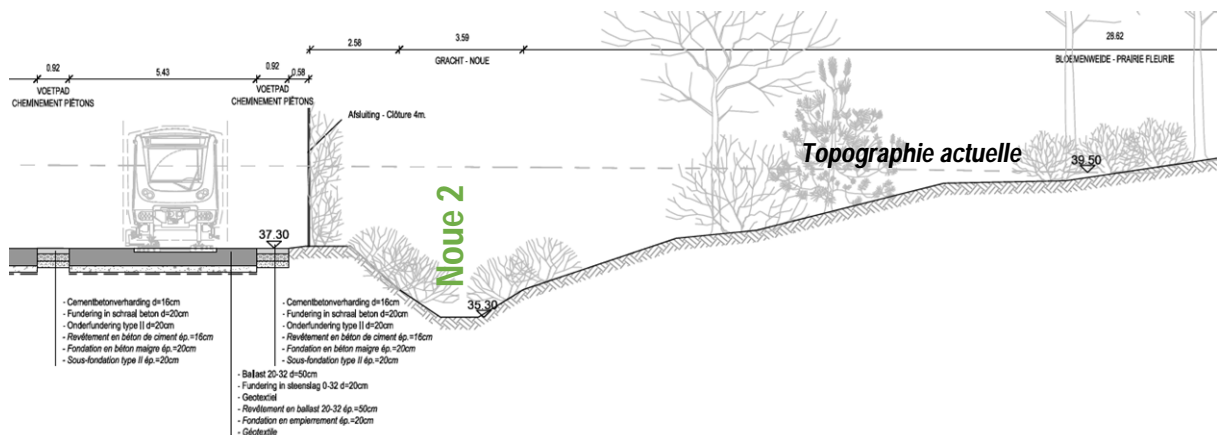 2.58
3.59
28.62
GRACHT - NOUE
BLOEMENWEIDE - PRAIRIE FLEURIE
0.92
5.43
0.92
0.58
VOETPAD
CHEMINEMENT PIÉTONS
VOETPAD
CHEMINEMENT PIÉTONS
Afsluiting - Clôture 4m.
Topographie actuelle
39.50
Noue 2
37.30
35.30
- Cementbetonverharding d=16cm
- Fundering in schraal beton d=20cm
- Onderfundering type II d=20cm
- Revêtement en béton de ciment ép.=16cm
- Fondation en béton maigre ép.=20cm
- Sous-fondation type II ép.=20cm
- Cementbetonverharding d=16cm
- Fundering in schraal beton d=20cm
- Onderfundering type II d=20cm
- Revêtement en béton de ciment ép.=16cm
- Fondation en béton maigre ép.=20cm
- Sous-fondation type II ép.=20cm
- Ballast 20-32 d=50cm
- Fundering in steenslag 0-32 d=20cm
- Geotextiel
- Revêtement en ballast 20-32 ép.=50cm
- Fondation en empierrement ép.=20cm
- Géotextile